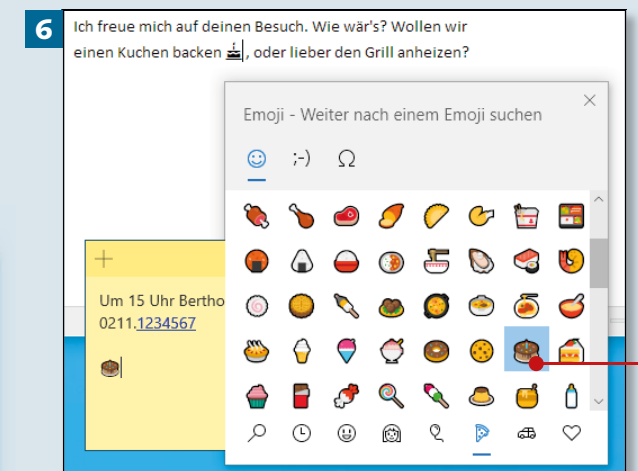 6
Ich freue mich auf deinen Besuch. Wie wär's? Wollen wir
einen Kuchen backen 🎂, oder lieber den Grill anheizen?
Emoji - Weiter nach einem Emoji suchen
;-) Ω
Um 15 Uhr Bertho
0211.1234567